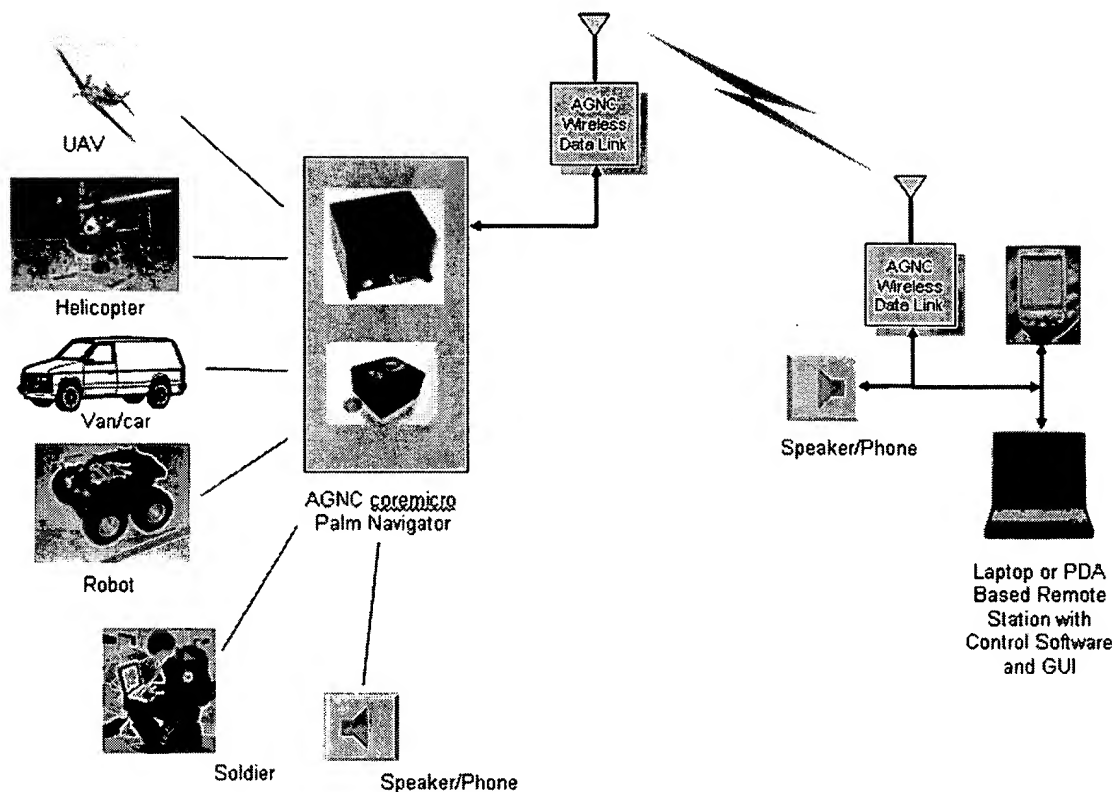 UAV
Helicopter
Van/car
Robot
Soldier
Speaker/Phone
AGNC coremicro
Palm Navigator
AGNC
Wireless
Data Link
AGNC
Wireless
Data Link
Speaker/Phone
Laptop or PDA
Based Remote
Station with
Control Software
and GUI